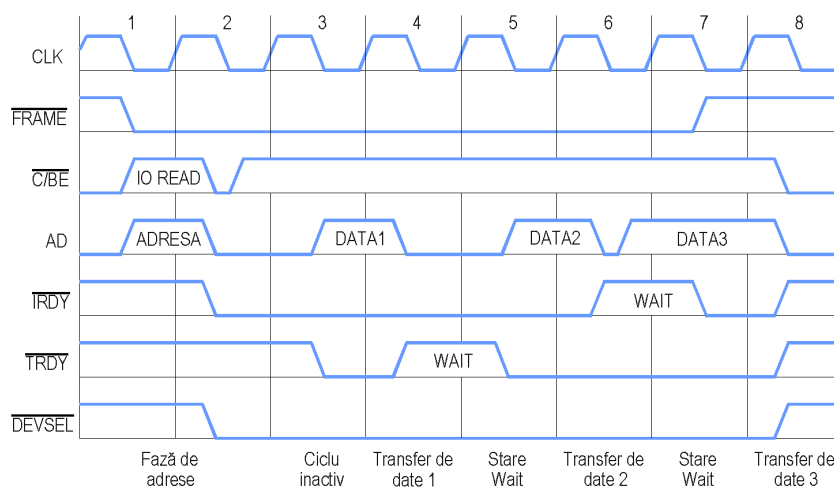 1 2 3 4 5 6 7 8
CLK
FRAME
C/BE IO READ
AD ADRESA DATA1 DATA2 DATA3
IRDY WAIT
TRDY WAIT
DEVSEL
Fază de Ciclu Transfer de Stare Transfer de Stare Transfer de
adrese inactiv date 1 Wait date 2 Wait date 3